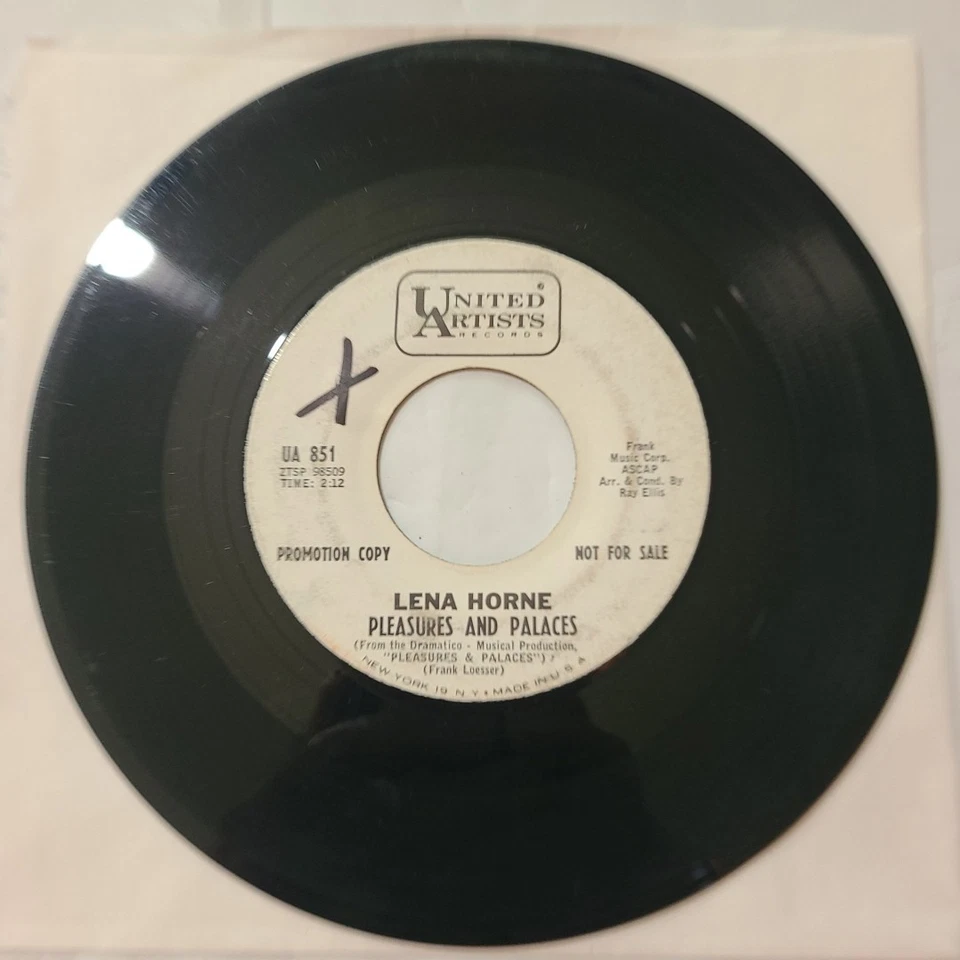 UNITED
ARTISTS
RECORDS
X
UA 851
ZTSP 98509
TIME: 2:12
Frank
Music Corp.
ASCAP
Arr. & Cond. By
Ray Ellis
PROMOTION COPY
NOT FOR SALE
LENA HORNE
PLEASURES AND PALACES
(From the Dramatico - Musical Production,
"PLEASURES & PALACES")
(Frank Loesser)
NEW YORK 19 N Y • MADE IN U S A